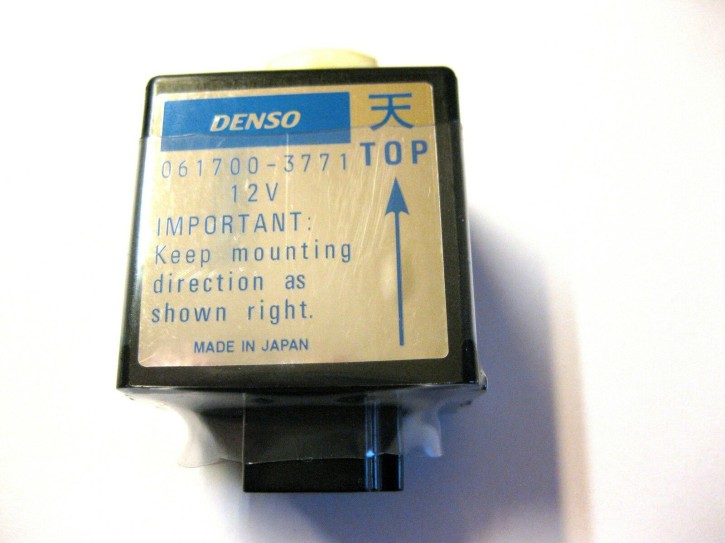 DENSO
天
TOP
061700-3771
12V
IMPORTANT:
Keep mounting
direction as
shown right.
MADE IN JAPAN